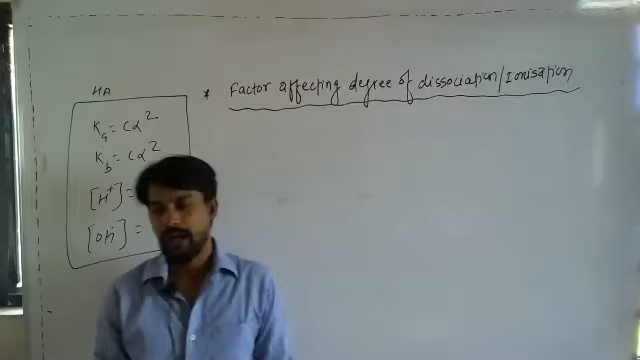 HA
* Factor affecting degree of dissociation/Ionisation
Ka = Cα²
Kb = Cα²
[H⁺] =
[OH⁻] =